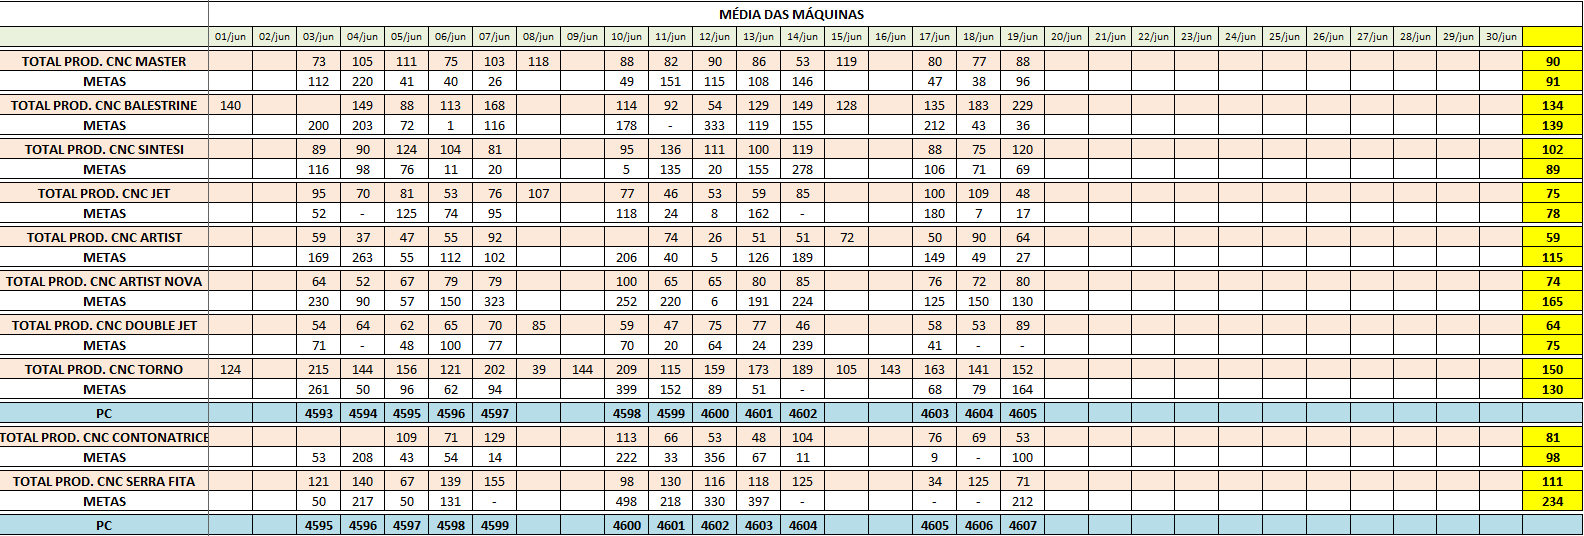 MÉDIA DAS MÁQUINAS
01/jun 02/jun 03/jun 04/jun 05/jun 06/jun 07/jun 08/jun 09/jun 10/jun 11/jun 12/jun 13/jun 14/jun 15/jun 16/jun 17/jun 18/jun 19/jun 20/jun 21/jun 22/jun 23/jun 24/jun 25/jun 26/jun 27/jun 28/jun 29/jun 30/jun
TOTAL PROD. CNC MASTER 73 105 111 75 103 118 88 82 90 86 53 119 80 77 88 90
METAS 112 220 41 40 26 49 151 115 108 146 47 38 96 91
TOTAL PROD. CNC BALESTRINE 140 149 88 113 168 114 92 54 129 149 128 135 183 229 134
METAS 200 203 72 1 116 178 - 333 119 155 212 43 36 139
TOTAL PROD. CNC SINTESI 89 90 124 104 81 95 136 111 100 119 88 75 120 102
METAS 116 98 76 11 20 5 135 20 155 278 106 71 69 89
TOTAL PROD. CNC JET 95 70 81 53 76 107 77 46 53 59 85 100 109 48 75
METAS 52 - 125 74 95 118 24 8 162 - 180 7 17 78
TOTAL PROD. CNC ARTIST 59 37 47 55 92 74 26 51 51 72 50 90 64 59
METAS 169 263 55 112 102 206 40 5 126 189 149 49 27 115
TOTAL PROD. CNC ARTIST NOVA 64 52 67 79 79 100 65 65 80 85 76 72 80 74
METAS 230 90 57 150 323 252 220 6 191 224 125 150 130 165
TOTAL PROD. CNC DOUBLE JET 54 64 62 65 70 85 59 47 75 77 46 58 53 89 64
METAS 71 - 48 100 77 70 20 64 24 239 41 - - 75
TOTAL PROD. CNC TORNO 124 215 144 156 121 202 39 144 209 115 159 173 189 105 143 163 141 152 150
METAS 261 50 96 62 94 399 152 89 51 - 68 79 164 130
PC 4593 4594 4595 4596 4597 4598 4599 4600 4601 4602 4603 4604 4605
TOTAL PROD. CNC CONTONATRICE 109 71 129 113 66 53 48 104 76 69 53 81
METAS 53 208 43 54 14 222 33 356 67 11 9 - 100 98
TOTAL PROD. CNC SERRA FITA 121 140 67 139 155 98 130 116 118 125 34 125 71 111
METAS 50 217 50 131 - 498 218 330 397 - - - 212 234
PC 4595 4596 4597 4598 4599 4600 4601 4602 4603 4604 4605 4606 4607